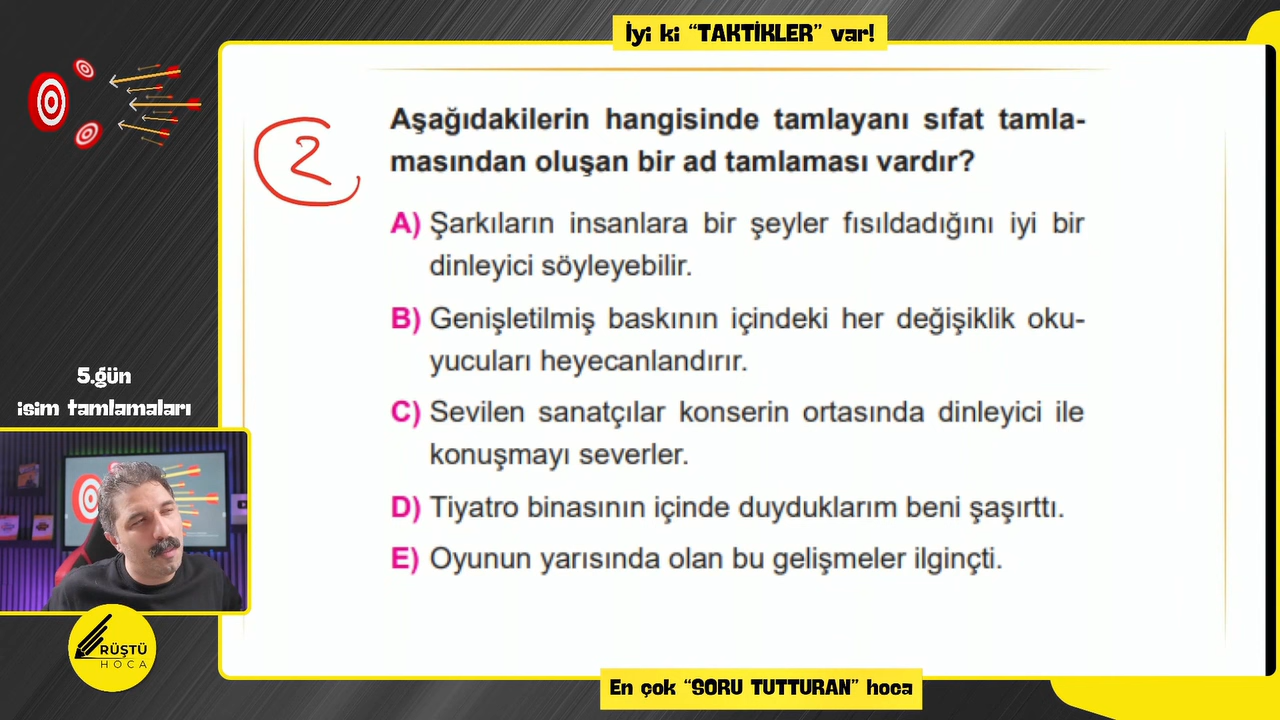 İyi ki “TAKTİKLER” var!
2
Aşağıdakilerin hangisinde tamlayanı sıfat tamla-
masından oluşan bir ad tamlaması vardır?
A) Şarkıların insanlara bir şeyler fısıldadığını iyi bir
dinleyici söyleyebilir.
B) Genişletilmiş baskının içindeki her değişiklik oku-
yucuları heyecanlandırır.
C) Sevilen sanatçılar konserin ortasında dinleyici ile
konuşmayı severler.
D) Tiyatro binasının içinde duyduklarım beni şaşırttı.
E) Oyunun yarısında olan bu gelişmeler ilginçti.
5.gün
isim tamlamaları
RÜŞTÜ
HOCA
En çok “SORU TUTTURAN” hoca